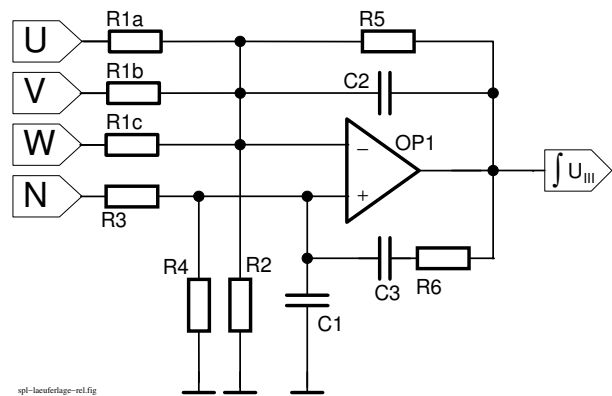 R1a
R5
U
R1b
C2
V
R1c
OP1
W
−
∫ U_III
N
+
R3
R4
R2
C3
R6
C1
spl−laeuferlage−rel.fig